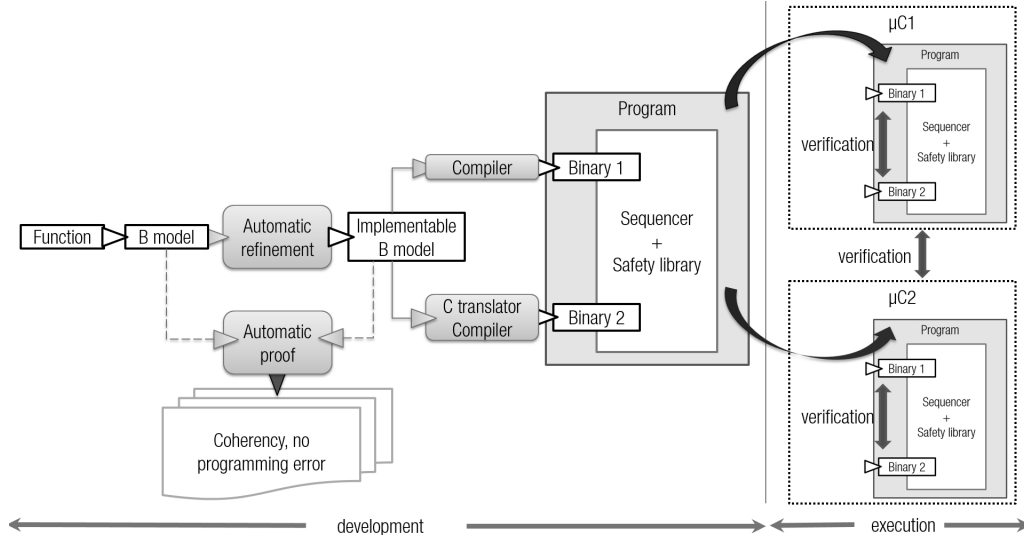 Function
B model
Automatic
refinement
Implementable
B model
Automatic
proof
Coherency, no
programming error
Compiler
C translator
Compiler
Program
Binary 1
Sequencer
+
Safety library
Binary 2
µC1
Program
Binary 1
verification
Sequencer
+
Safety library
Binary 2
verification
µC2
Program
Binary 1
verification
Sequencer
+
Safety library
Binary 2
development
execution